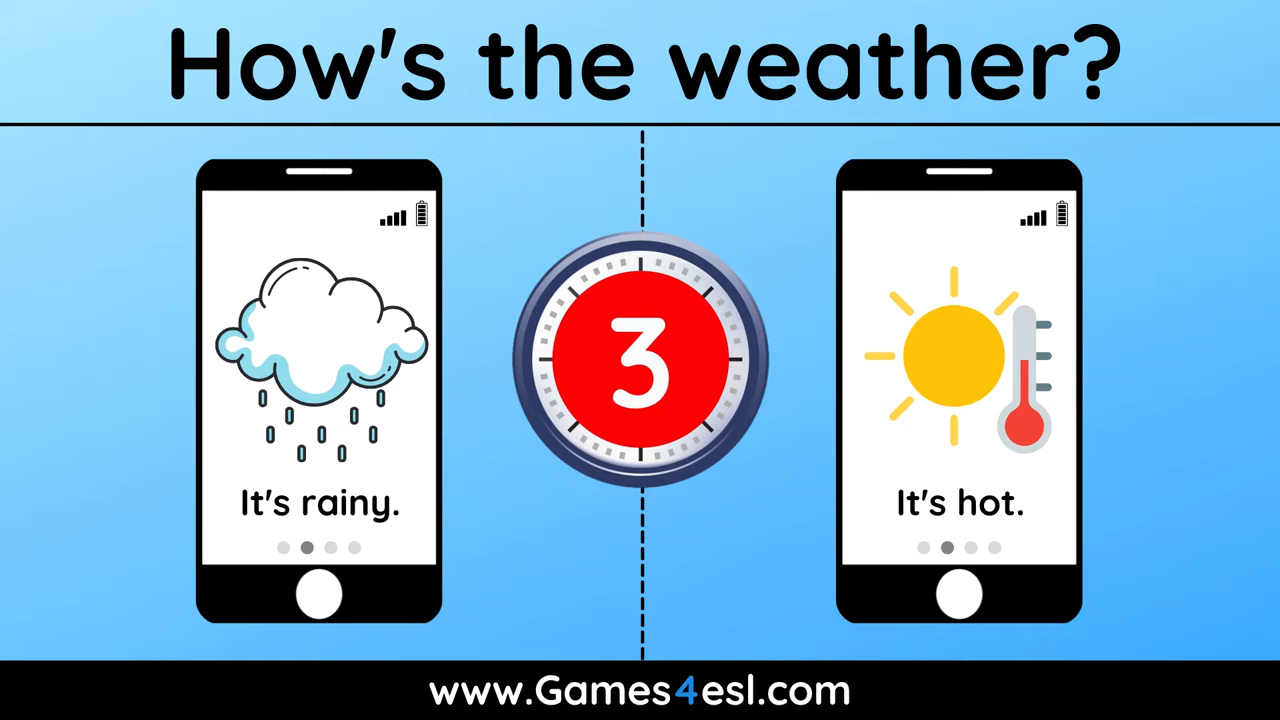 How's the weather?
3
It's rainy.
It's hot.
www.Games4esl.com